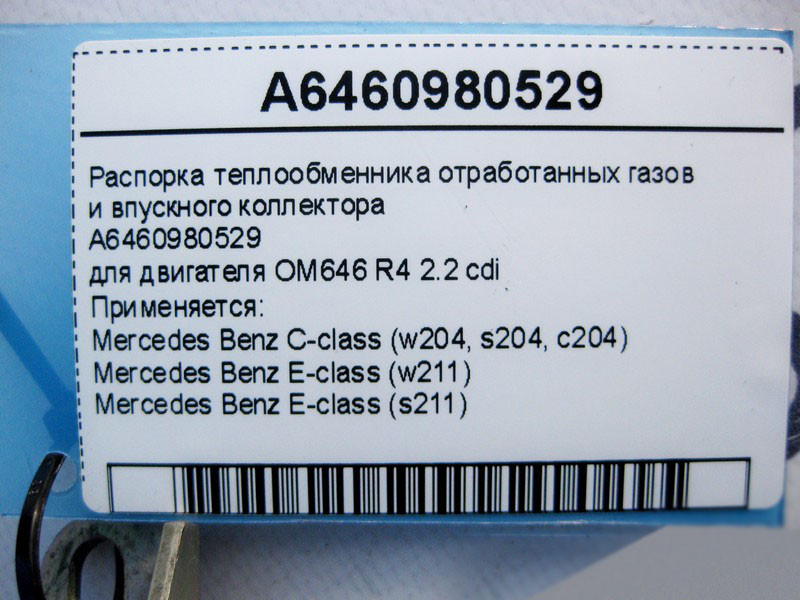 A6460980529
Распорка теплообменника отработанных газов
и впускного коллектора
A6460980529
для двигателя OM646 R4 2.2 cdi
Применяется:
Mercedes Benz C-class (w204, s204, c204)
Mercedes Benz E-class (w211)
Mercedes Benz E-class (s211)